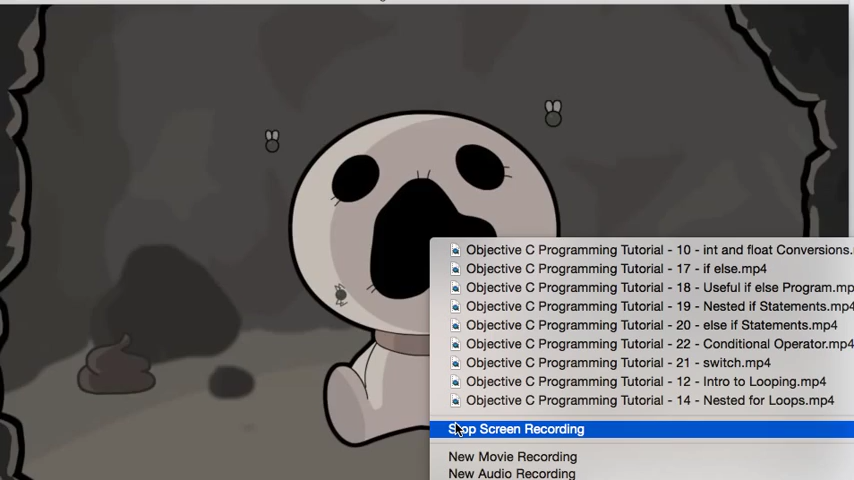 Objective C Programming Tutorial - 10 - int and float Conversions.
Objective C Programming Tutorial - 17 - if else.mp4
Objective C Programming Tutorial - 18 - Useful if else Program.mp
Objective C Programming Tutorial - 19 - Nested if Statements.mp4
Objective C Programming Tutorial - 20 - else if Statements.mp4
Objective C Programming Tutorial - 22 - Conditional Operator.mp4
Objective C Programming Tutorial - 21 - switch.mp4
Objective C Programming Tutorial - 12 - Intro to Looping.mp4
Objective C Programming Tutorial - 14 - Nested for Loops.mp4
Stop Screen Recording
New Movie Recording
New Audio Recording